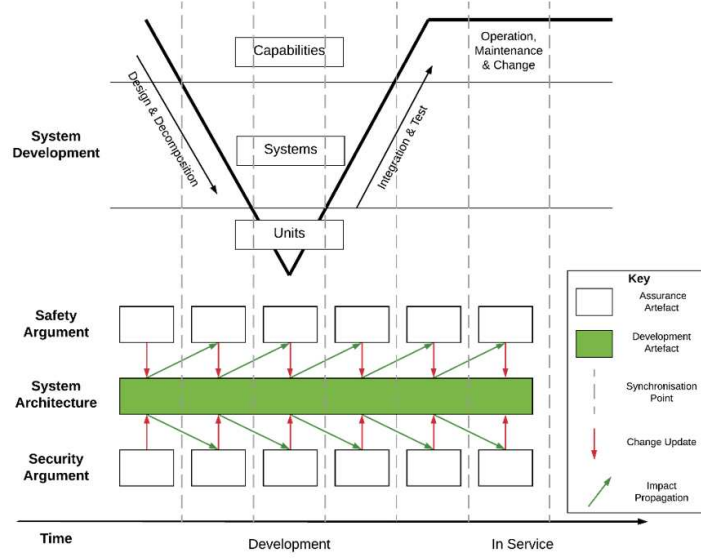 Capabilities
Operation,
Maintenance
& Change
Design & Decomposition
System
Development
Systems
Integration & Test
Units
Key
Assurance
Artefact
Development
Artefact
Synchronisation
Point
Change Update
Impact
Propagation
Safety
Argument
System
Architecture
Security
Argument
Time
Development
In Service